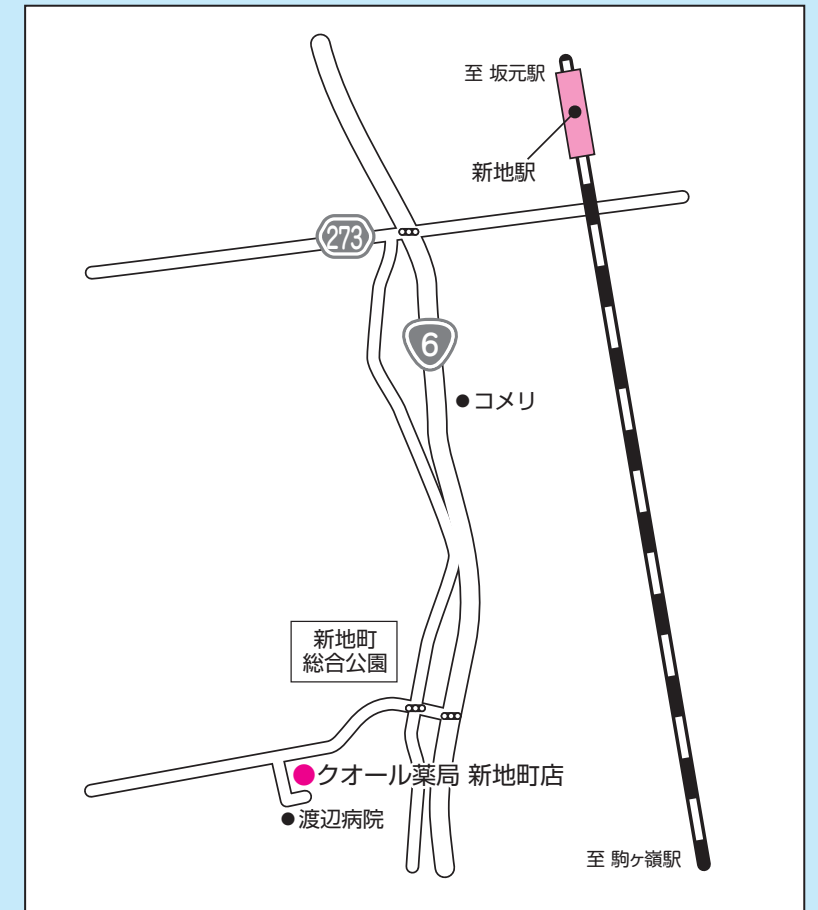 至 坂元駅
新地駅
273
6
コメリ
新地町
総合公園
クオール薬局 新地町店
渡辺病院
至 駒ヶ嶺駅